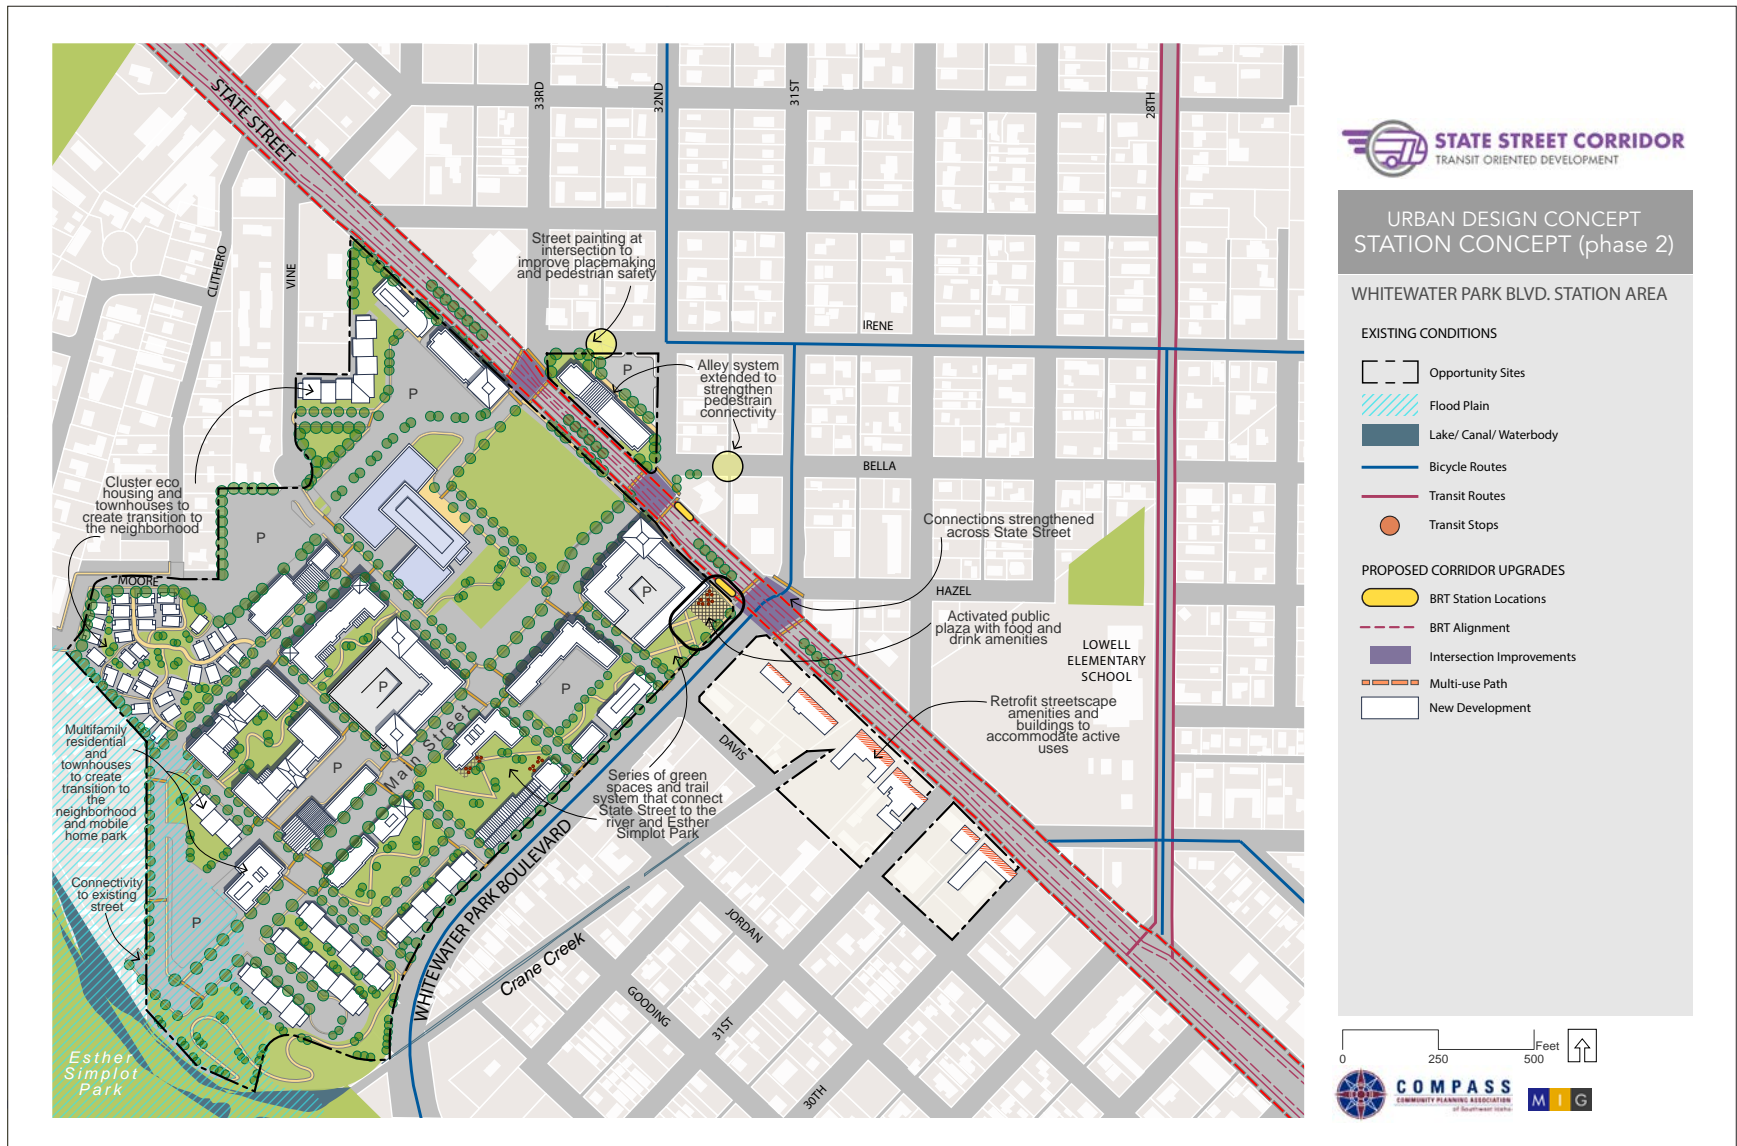 STATE STREET
33RD
32ND
31ST
28TH
CLITHERO
VINE
Street painting at
intersection to
improve placemaking
and pedestrian safety
IRENE
P
P
Alley system
extended to
strengthen
pedestrain
connectivity
BELLA
Cluster eco
housing and
townhouses to
create transition to
the neighborhood
P
Connections strengthened
across State Street
MOORE
P
HAZEL
Activated public
plaza with food and
drink amenities
LOWELL
ELEMENTARY
SCHOOL
P
P
Retrofit streetscape
amenities and
buildings to
accommodate active
uses
Main Street
DAVIS
Multifamily
residential
and
townhouses
to create
transition to
the
neighborhood
and mobile
home park
P
Series of green
spaces and trail
system that connect
State Street to the
river and Esther
Simplot Park
WHITEWATER PARK BOULEVARD
Connectivity
to existing
street
P
JORDAN
Crane Creek
GOODING
31ST
30TH
Esther
Simplot
Park
STATE STREET CORRIDOR
TRANSIT ORIENTED DEVELOPMENT
URBAN DESIGN CONCEPT
STATION CONCEPT (phase 2)
WHITEWATER PARK BLVD. STATION AREA
EXISTING CONDITIONS
Opportunity Sites
Flood Plain
Lake/ Canal/ Waterbody
Bicycle Routes
Transit Routes
Transit Stops
PROPOSED CORRIDOR UPGRADES
BRT Station Locations
BRT Alignment
Intersection Improvements
Multi-use Path
New Development
Feet
0 250 500
COMPASS
COMMUNITY PLANNING ASSOCIATION
of Southwest Idaho
M I G